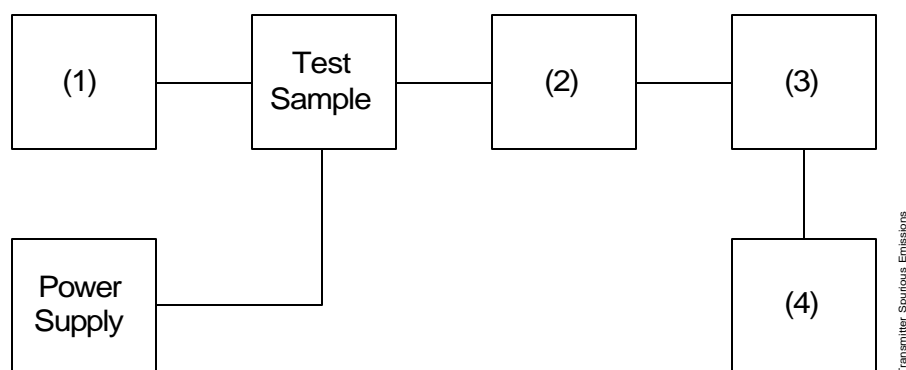 (1)
Test
Sample
(2)
(3)
Power
Supply
(4)
Transmitter Spurious Emissions